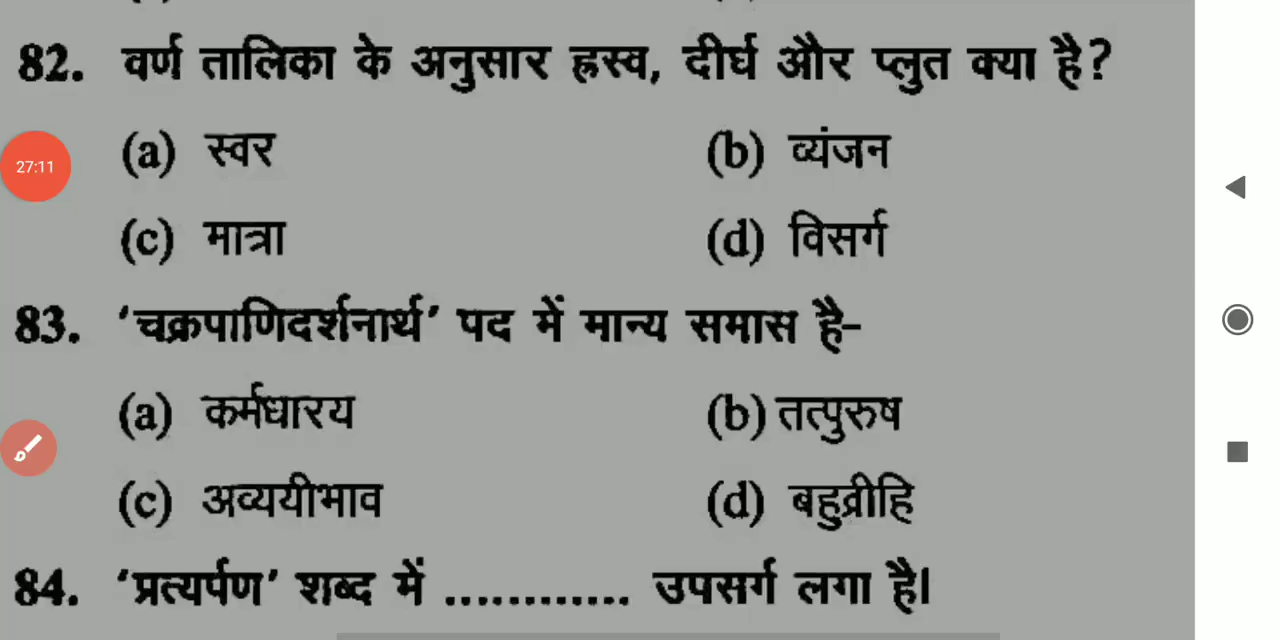 82. वर्ण तालिका के अनुसार ह्रस्व, दीर्घ और प्लुत क्या है?
(a) स्वर (b) व्यंजन
27:11
(c) मात्रा (d) विसर्ग
83. 'चक्रपाणिदर्शनार्थ' पद में मान्य समास है-
(a) कर्मधारय (b) तत्पुरुष
(c) अव्ययीभाव (d) बहुव्रीहि
84. 'प्रत्यर्पण' शब्द में ............ उपसर्ग लगा है।